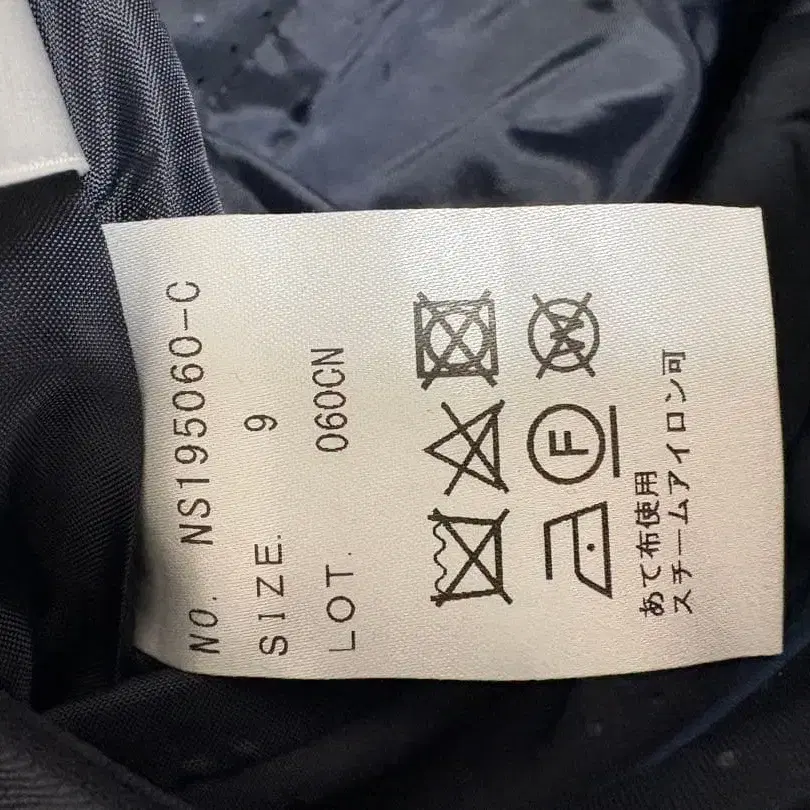 NO. NS195060-C
SIZE. 9
LOT. 060CN
W
F
あて布使用
スチームアイロン可